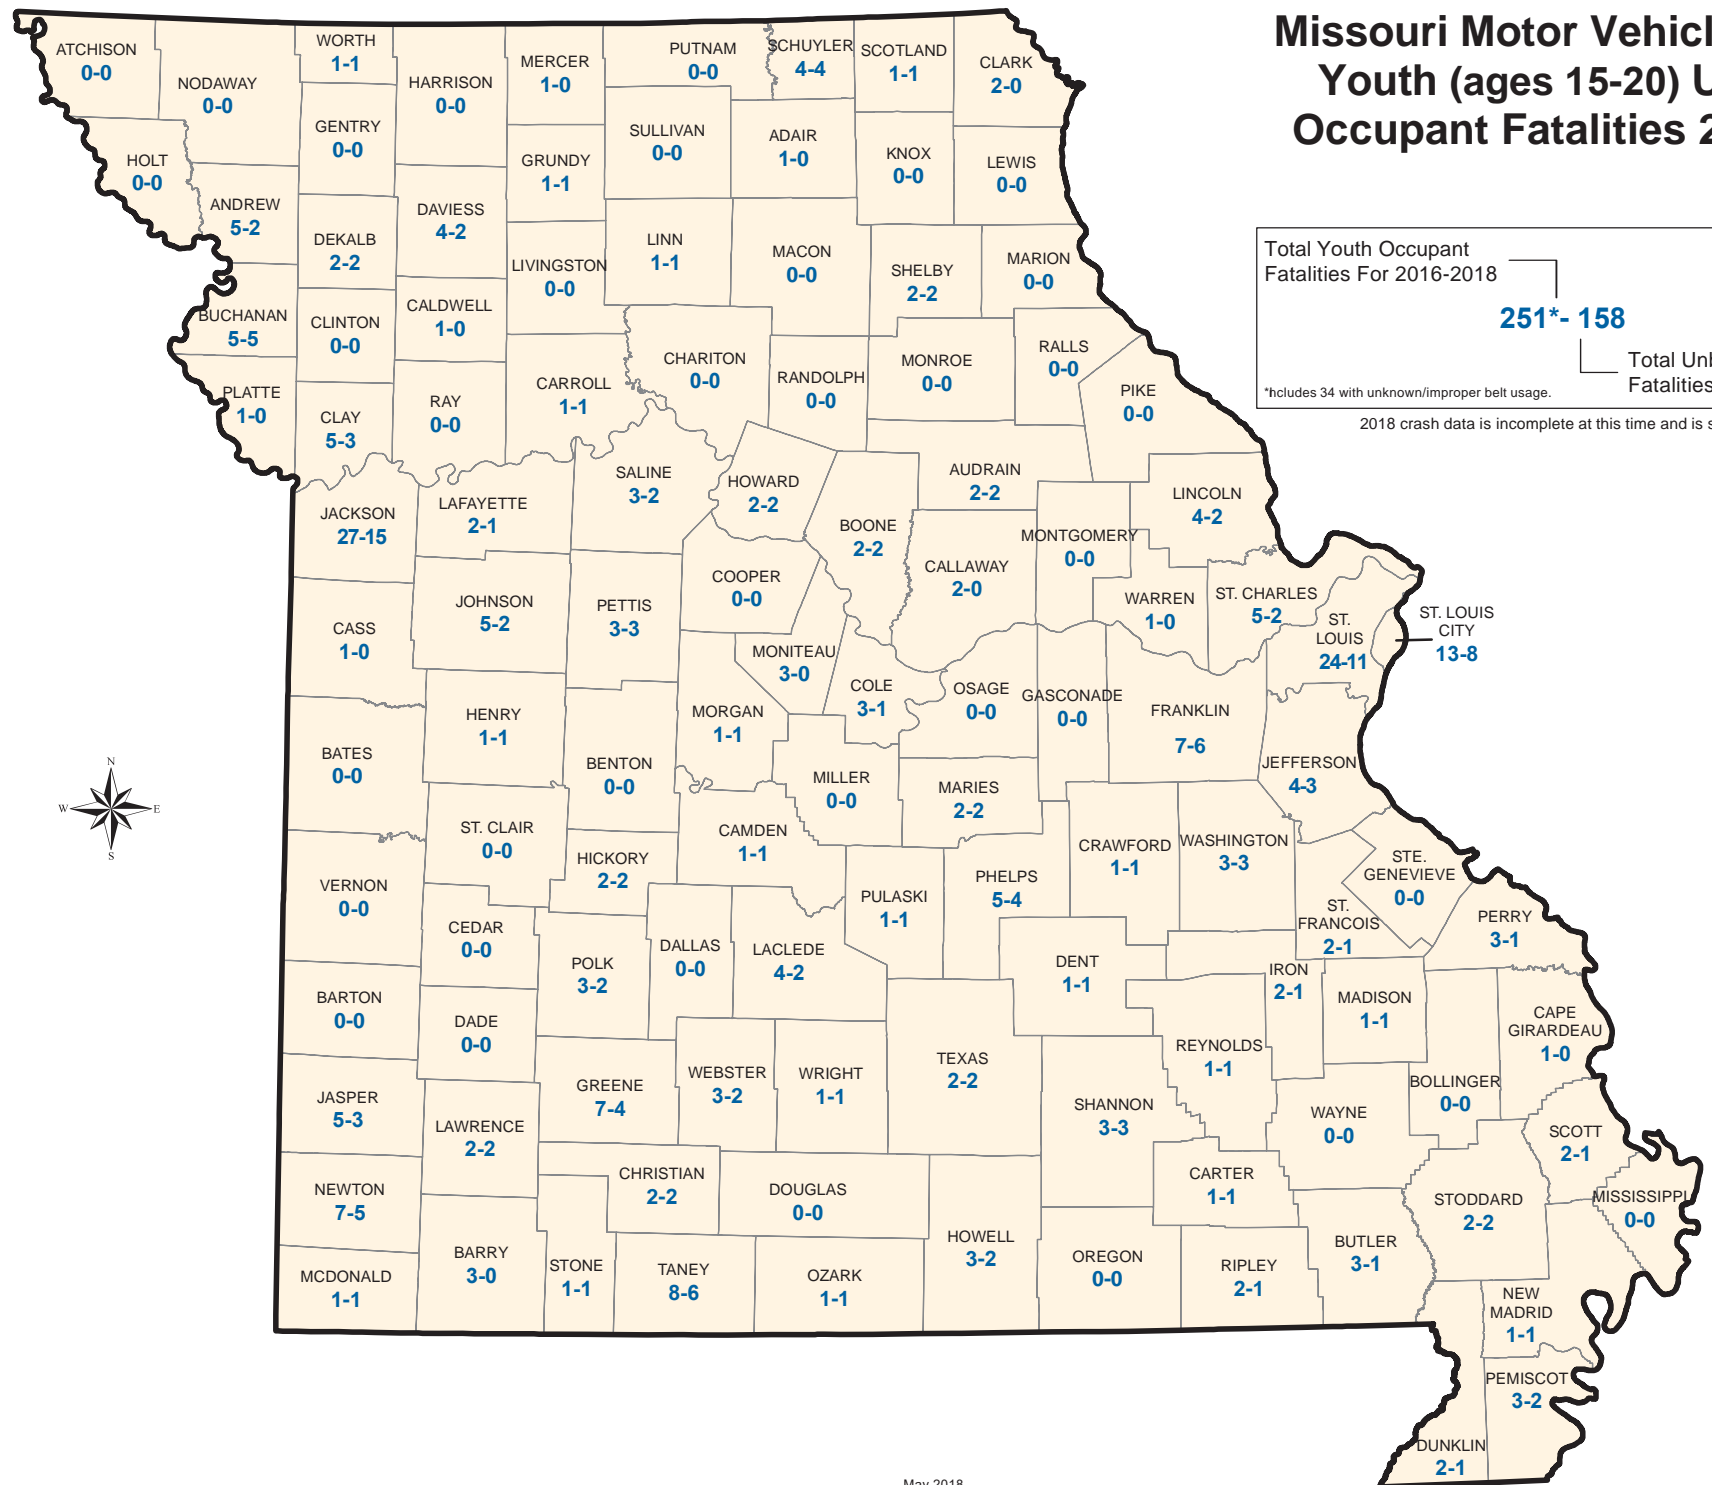 Missouri Motor Vehicl
Youth (ages 15-20) U
Occupant Fatalities 2
Total Youth Occupant
Fatalities For 2016-2018
251*- 158
Total Unb
Fatalities
*ncludes 34 with unknown/improper belt usage.
2018 crash data is incomplete at this time and is s
ATCHISON
0-0
NODAWAY
0-0
WORTH
1-1
HARRISON
0-0
MERCER
1-0
PUTNAM
0-0
SCHUYLER
4-4
SCOTLAND
1-1
CLARK
2-0
HOLT
0-0
GENTRY
0-0
GRUNDY
1-1
SULLIVAN
0-0
ADAIR
1-0
KNOX
0-0
LEWIS
0-0
ANDREW
5-2
DEKALB
2-2
DAVIESS
4-2
LIVINGSTON
0-0
LINN
1-1
MACON
0-0
SHELBY
2-2
MARION
0-0
BUCHANAN
5-5
CLINTON
0-0
CALDWELL
1-0
CHARITON
0-0
RANDOLPH
0-0
MONROE
0-0
RALLS
0-0
PIKE
0-0
PLATTE
1-0
CLAY
5-3
RAY
0-0
CARROLL
1-1
SALINE
3-2
HOWARD
2-2
BOONE
2-2
AUDRAIN
2-2
LINCOLN
4-2
JACKSON
27-15
LAFAYETTE
2-1
MONTGOMERY
0-0
CALLAWAY
2-0
COOPER
0-0
JOHNSON
5-2
PETTIS
3-3
WARREN
1-0
ST. CHARLES
5-2
ST.
LOUIS
24-11
ST. LOUIS
CITY
13-8
CASS
1-0
MONITEAU
3-0
COLE
3-1
OSAGE
0-0
GASCONADE
0-0
FRANKLIN
7-6
HENRY
1-1
MORGAN
1-1
BATES
0-0
BENTON
0-0
MILLER
0-0
MARIES
2-2
JEFFERSON
4-3
N
W
E
S
ST. CLAIR
0-0
HICKORY
2-2
CAMDEN
1-1
CRAWFORD
1-1
WASHINGTON
3-3
STE.
GENEVIEVE
0-0
VERNON
0-0
PULASKI
1-1
PHELPS
5-4
ST.
FRANCOIS
2-1
PERRY
3-1
CEDAR
0-0
POLK
3-2
DALLAS
0-0
LACLEDE
4-2
DENT
1-1
IRON
2-1
MADISON
1-1
CAPE
GIRARDEAU
1-0
BARTON
0-0
DADE
0-0
REYNOLDS
1-1
TEXAS
2-2
BOLLINGER
0-0
JASPER
5-3
GREENE
7-4
WEBSTER
3-2
WRIGHT
1-1
SHANNON
3-3
WAYNE
0-0
LAWRENCE
2-2
SCOTT
2-1
NEWTON
7-5
CHRISTIAN
2-2
DOUGLAS
0-0
CARTER
1-1
STODDARD
2-2
MISSISSIPPI
0-0
BARRY
3-0
STONE
1-1
TANEY
8-6
OZARK
1-1
HOWELL
3-2
OREGON
0-0
RIPLEY
2-1
BUTLER
3-1
MCDONALD
1-1
NEW
MADRID
1-1
PEMISCOT
3-2
DUNKLIN
2-1
May 2018